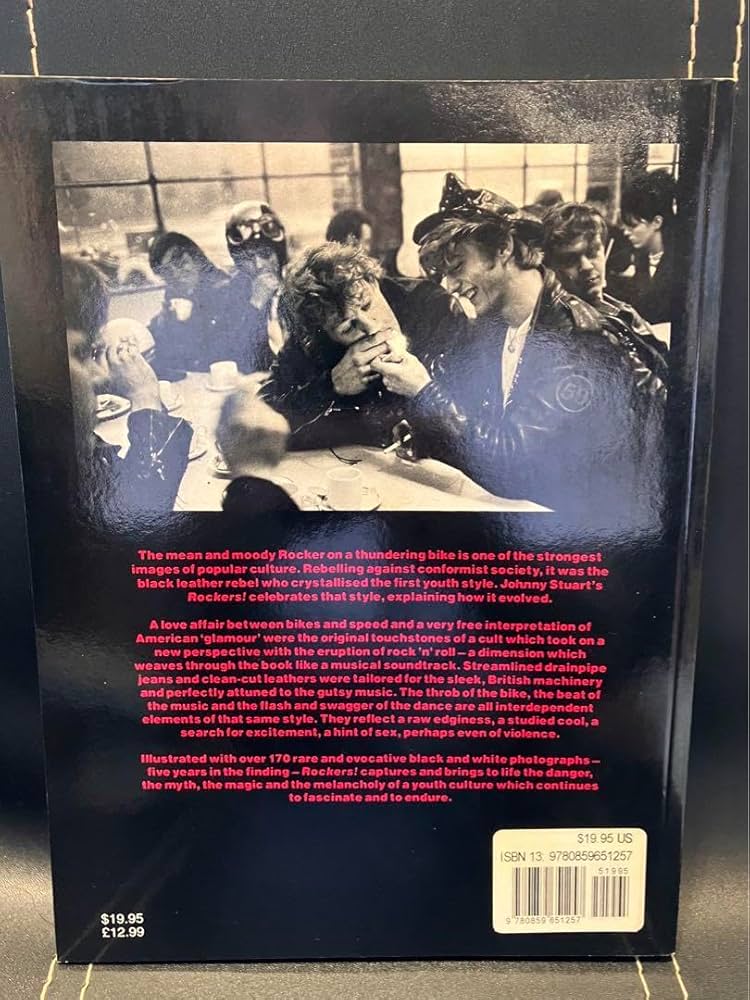 59
The mean and moody Rocker on a thundering bike is one of the strongest
images of popular culture. Rebelling against conformist society, it was the
black leather rebel who crystallised the first youth style. Johnny Stuart's
Rockers! celebrates that style, explaining how it evolved.
A love affair between bikes and speed and a very free interpretation of
American 'glamour' were the original touchstones of a cult which took on a
new perspective with the eruption of rock 'n' roll – a dimension which
weaves through the book like a musical soundtrack. Streamlined drainpipe
jeans and clean-cut leathers were tailored for the sleek, British machinery
and perfectly attuned to the gutsy music. The throb of the bike, the beat of
the music and the flash and swagger of the dance are all interdependent
elements of that same style. They reflect a raw edginess, a studied cool, a
search for excitement, a hint of sex, perhaps even of violence.
Illustrated with over 170 rare and evocative black and white photographs –
five years in the finding – Rockers! captures and brings to life the danger,
the myth, the magic and the melancholy of a youth culture which continues
to fascinate and to endure.
$19.95 US
ISBN 13: 9780859651257
51995
9 780859 651257
$19.95
£12.99